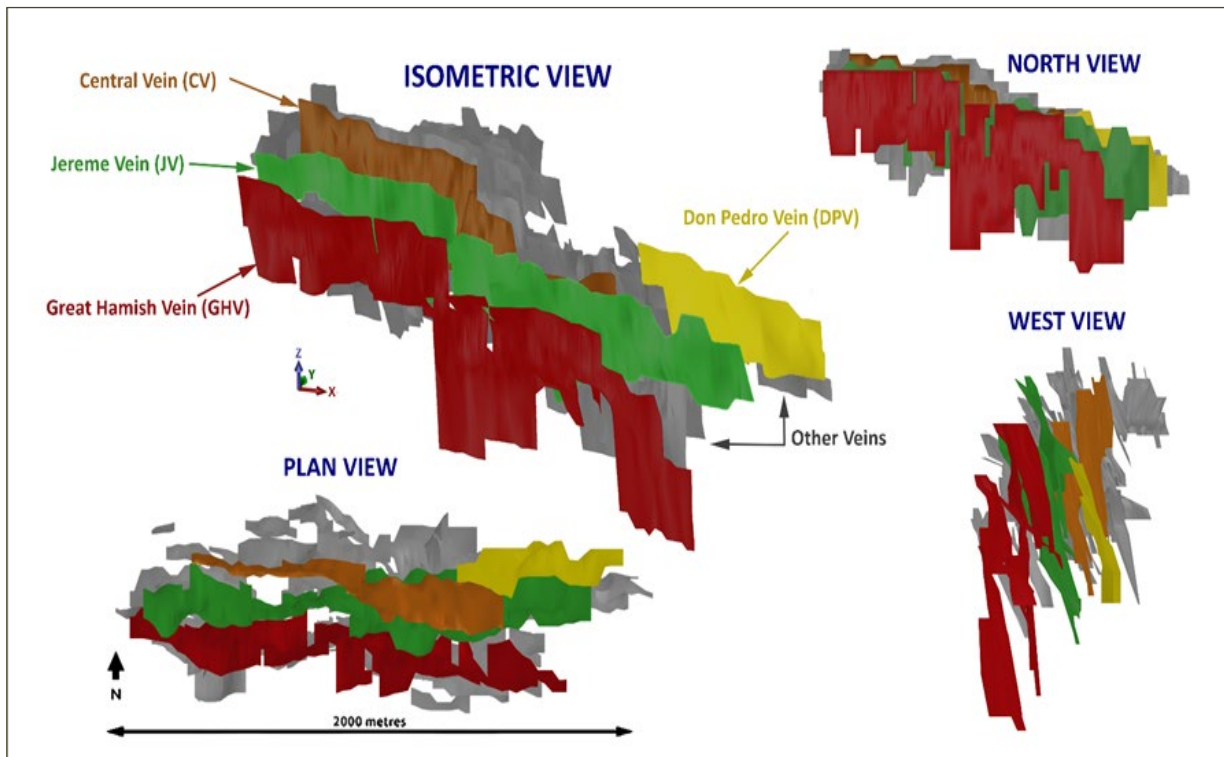 ISOMETRIC VIEW
NORTH VIEW
Central Vein (CV)
Jereme Vein (JV)
Don Pedro Vein (DPV)
Great Hamish Vein (GHV)
WEST VIEW
Z
Y
X
Other Veins
PLAN VIEW
N
2000 metres